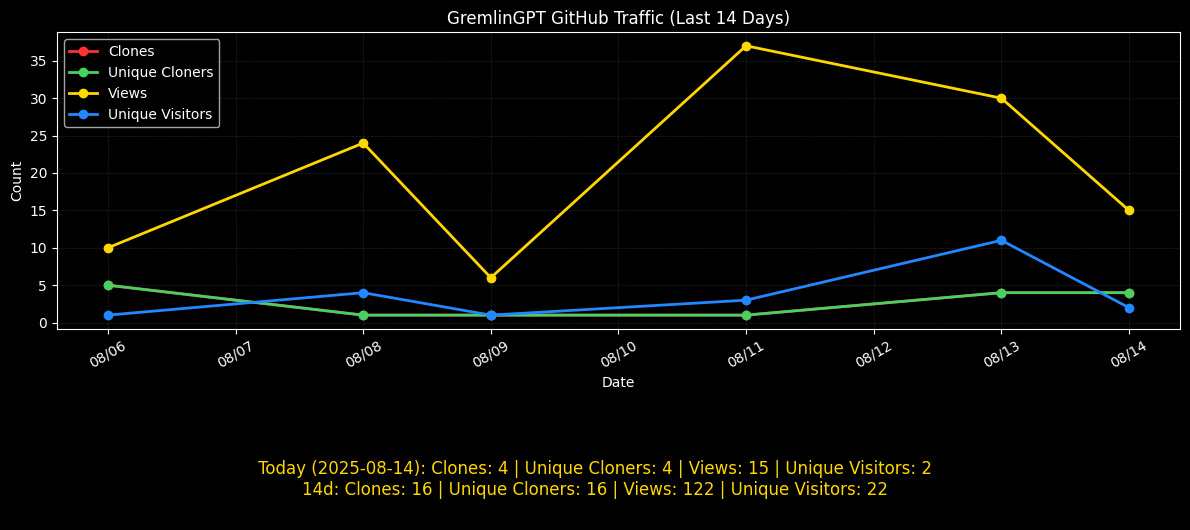 GremlinGPT GitHub Traffic (Last 14 Days)
Clones
Unique Cloners
Views
Unique Visitors
Count
35
30
25
20
15
10
5
0
08/06
08/07
08/08
08/09
08/10
08/11
08/12
08/13
08/14
Date
Today (2025-08-14): Clones: 4 | Unique Cloners: 4 | Views: 15 | Unique Visitors: 2
14d: Clones: 16 | Unique Cloners: 16 | Views: 122 | Unique Visitors: 22